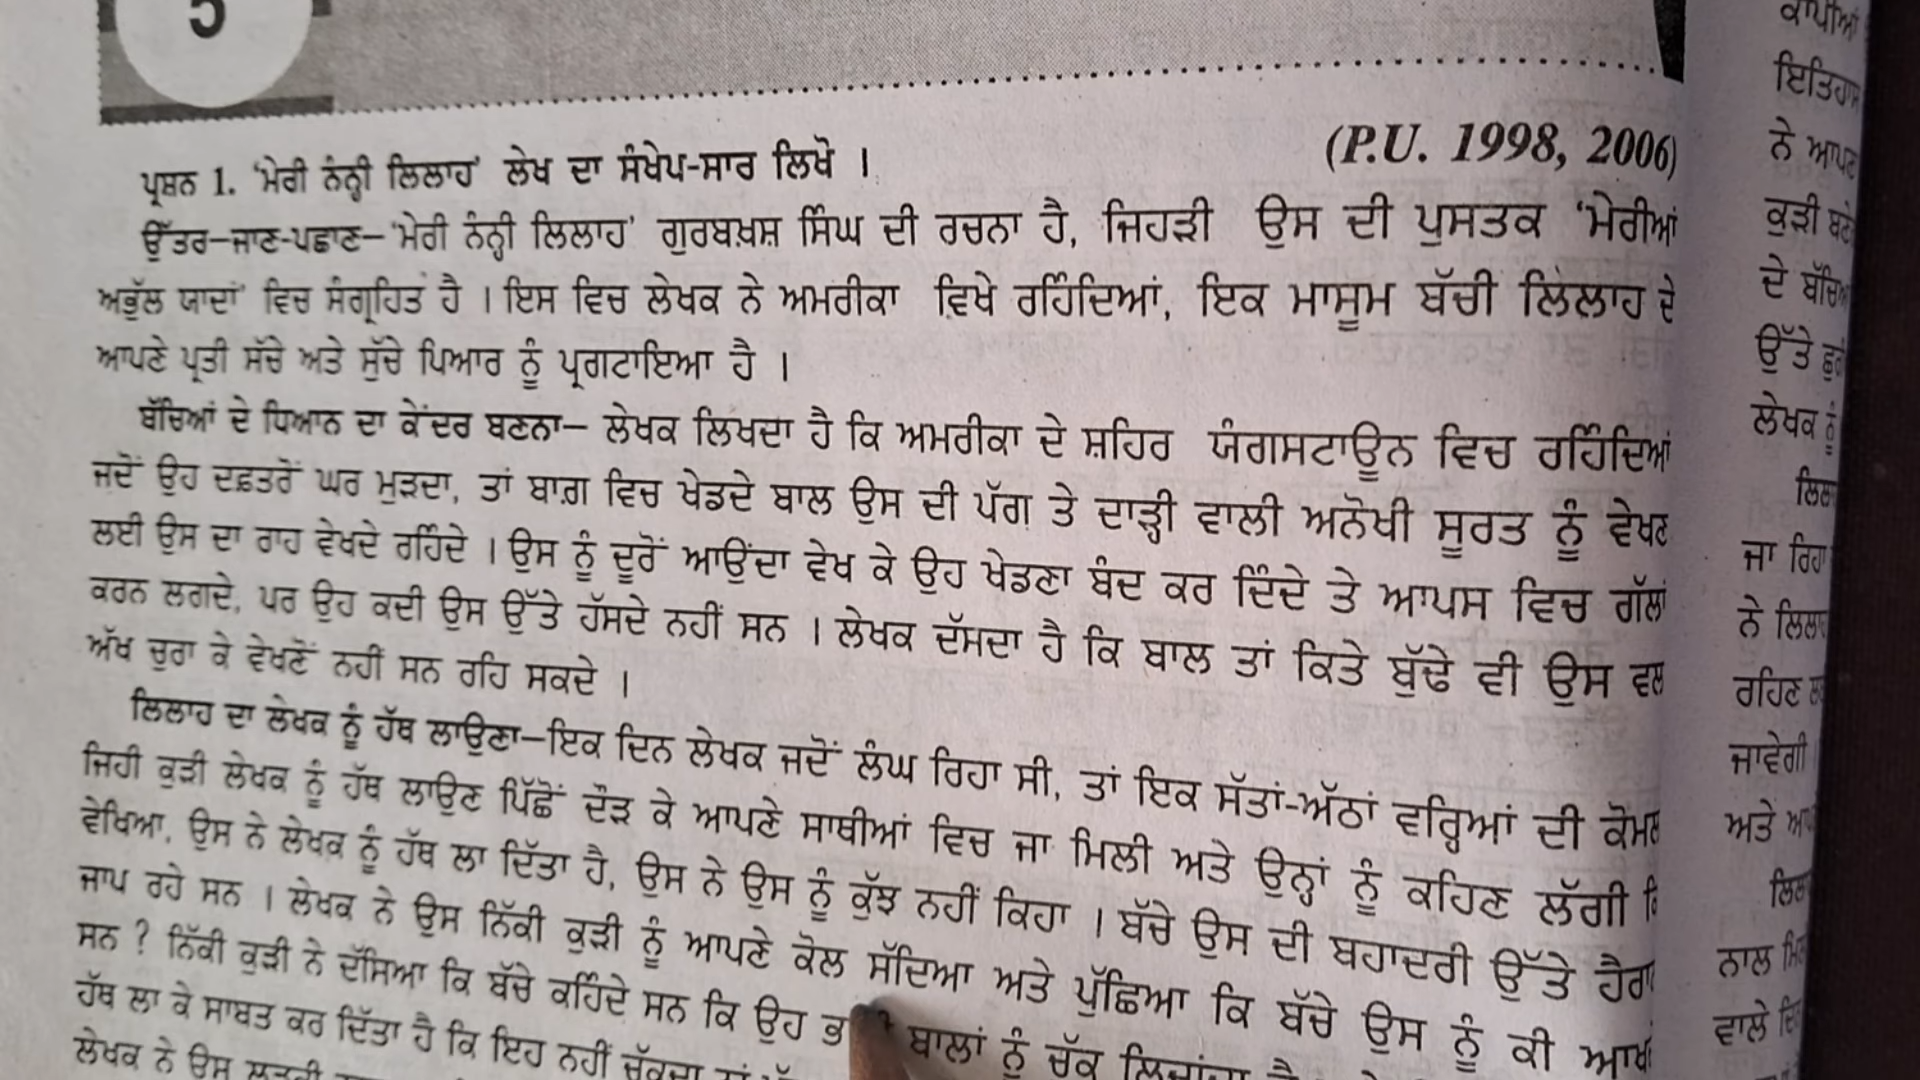 5
ਪ੍ਰਸ਼ਨ 1. 'ਮੇਰੀ ਨੰਨ੍ਹੀ ਲਿਲਾਹ' ਲੇਖ ਦਾ ਸੰਖੇਪ-ਸਾਰ ਲਿਖੋ । (P.U. 1998, 2006)
ਉੱਤਰ—ਜਾਣ-ਪਛਾਣ—'ਮੇਰੀ ਨੰਨ੍ਹੀ ਲਿਲਾਹ' ਗੁਰਬਖ਼ਸ਼ ਸਿੰਘ ਦੀ ਰਚਨਾ ਹੈ, ਜਿਹੜੀ ਉਸ ਦੀ ਪੁਸਤਕ 'ਮੇਰੀਆਂ
ਅਭੁੱਲ ਯਾਦਾਂ' ਵਿਚ ਸੰਗ੍ਰਹਿਤ ਹੈ । ਇਸ ਵਿਚ ਲੇਖਕ ਨੇ ਅਮਰੀਕਾ ਵਿਖੇ ਰਹਿੰਦਿਆਂ, ਇਕ ਮਾਸੂਮ ਬੱਚੀ ਲਿਲਾਹ ਦੇ
ਆਪਣੇ ਪ੍ਰਤੀ ਸੱਚੇ ਅਤੇ ਸੁੱਚੇ ਪਿਆਰ ਨੂੰ ਪ੍ਰਗਟਾਇਆ ਹੈ ।
ਬੱਚਿਆਂ ਦੇ ਧਿਆਨ ਦਾ ਕੇਂਦਰ ਬਣਨਾ— ਲੇਖਕ ਲਿਖਦਾ ਹੈ ਕਿ ਅਮਰੀਕਾ ਦੇ ਸ਼ਹਿਰ ਯੰਗਸਟਾਊਨ ਵਿਚ ਰਹਿੰਦਿਆਂ
ਜਦੋਂ ਉਹ ਦਫ਼ਤਰੋਂ ਘਰ ਮੁੜਦਾ, ਤਾਂ ਬਾਗ਼ ਵਿਚ ਖੇਡਦੇ ਬਾਲ ਉਸ ਦੀ ਪੱਗ ਤੇ ਦਾੜ੍ਹੀ ਵਾਲੀ ਅਨੋਖੀ ਸੂਰਤ ਨੂੰ ਵੇਖਣ
ਲਈ ਉਸ ਦਾ ਰਾਹ ਵੇਖਦੇ ਰਹਿੰਦੇ । ਉਸ ਨੂੰ ਦੂਰੋਂ ਆਉਂਦਾ ਵੇਖ ਕੇ ਉਹ ਖੇਡਣਾ ਬੰਦ ਕਰ ਦਿੰਦੇ ਤੇ ਆਪਸ ਵਿਚ ਗੱਲਾਂ
ਕਰਨ ਲਗਦੇ, ਪਰ ਉਹ ਕਦੀ ਉਸ ਉੱਤੇ ਹੱਸਦੇ ਨਹੀਂ ਸਨ । ਲੇਖਕ ਦੱਸਦਾ ਹੈ ਕਿ ਬਾਲ ਤਾਂ ਕਿਤੇ ਬੁੱਢੇ ਵੀ ਉਸ ਵਲ
ਅੱਖ ਚੁਰਾ ਕੇ ਵੇਖਣੋਂ ਨਹੀਂ ਸਨ ਰਹਿ ਸਕਦੇ ।
ਲਿਲਾਹ ਦਾ ਲੇਖਕ ਨੂੰ ਹੱਥ ਲਾਉਣਾ—ਇਕ ਦਿਨ ਲੇਖਕ ਜਦੋਂ ਲੰਘ ਰਿਹਾ ਸੀ, ਤਾਂ ਇਕ ਸੱਤਾਂ-ਅੱਠਾਂ ਵਰ੍ਹਿਆਂ ਦੀ ਕੋਮਲ
ਜਿਹੀ ਕੁੜੀ ਲੇਖਕ ਨੂੰ ਹੱਥ ਲਾਉਣ ਪਿੱਛੋਂ ਦੌੜ ਕੇ ਆਪਣੇ ਸਾਥੀਆਂ ਵਿਚ ਜਾ ਮਿਲੀ ਅਤੇ ਉਨ੍ਹਾਂ ਨੂੰ ਕਹਿਣ ਲੱਗੀ
ਵੇਖਿਆ, ਉਸ ਨੇ ਲੇਖਕ ਨੂੰ ਹੱਥ ਲਾ ਦਿੱਤਾ ਹੈ, ਉਸ ਨੇ ਉਸ ਨੂੰ ਕੁੱਝ ਨਹੀਂ ਕਿਹਾ । ਬੱਚੇ ਉਸ ਦੀ ਬਹਾਦਰੀ ਉੱਤੇ
ਜਾਪ ਰਹੇ ਸਨ । ਲੇਖਕ ਨੇ ਉਸ ਨਿੱਕੀ ਕੁੜੀ ਨੂੰ ਆਪਣੇ ਕੋਲ ਸੱਦਿਆ ਅਤੇ ਪੁੱਛਿਆ ਕਿ ਬੱਚੇ ਉਸ ਨੂੰ ਕੀ
ਸਨ ? ਨਿੱਕੀ ਕੁੜੀ ਨੇ ਦੱਸਿਆ ਕਿ ਬੱਚੇ ਕਹਿੰਦੇ ਸਨ ਕਿ ਉਹ ਬਾਲਾਂ ਨੂੰ ਚੱਕ ਲਿਜਾਂਦਾ
ਹੱਥ ਲਾ ਕੇ ਸਾਬਤ ਕਰ ਦਿੱਤਾ ਹੈ ਕਿ ਇਹ ਨਹੀਂ ਚੱਕਦਾ
ਲੇਖਕ ਨੇ ਉਸ
ਕਾਪੀਆਂ
ਨੇ
ਕੁੜੀ
ਦੇ
ਉੱਤੇ
ਲੇਖਕ ਨੂੰ
ਜਾ ਰਿਹਾ
ਨੇ
ਰਹਿਣ
ਜਾਵੇਗੀ
ਅਤੇ
ਨਾਲ
ਵਾਲੇ